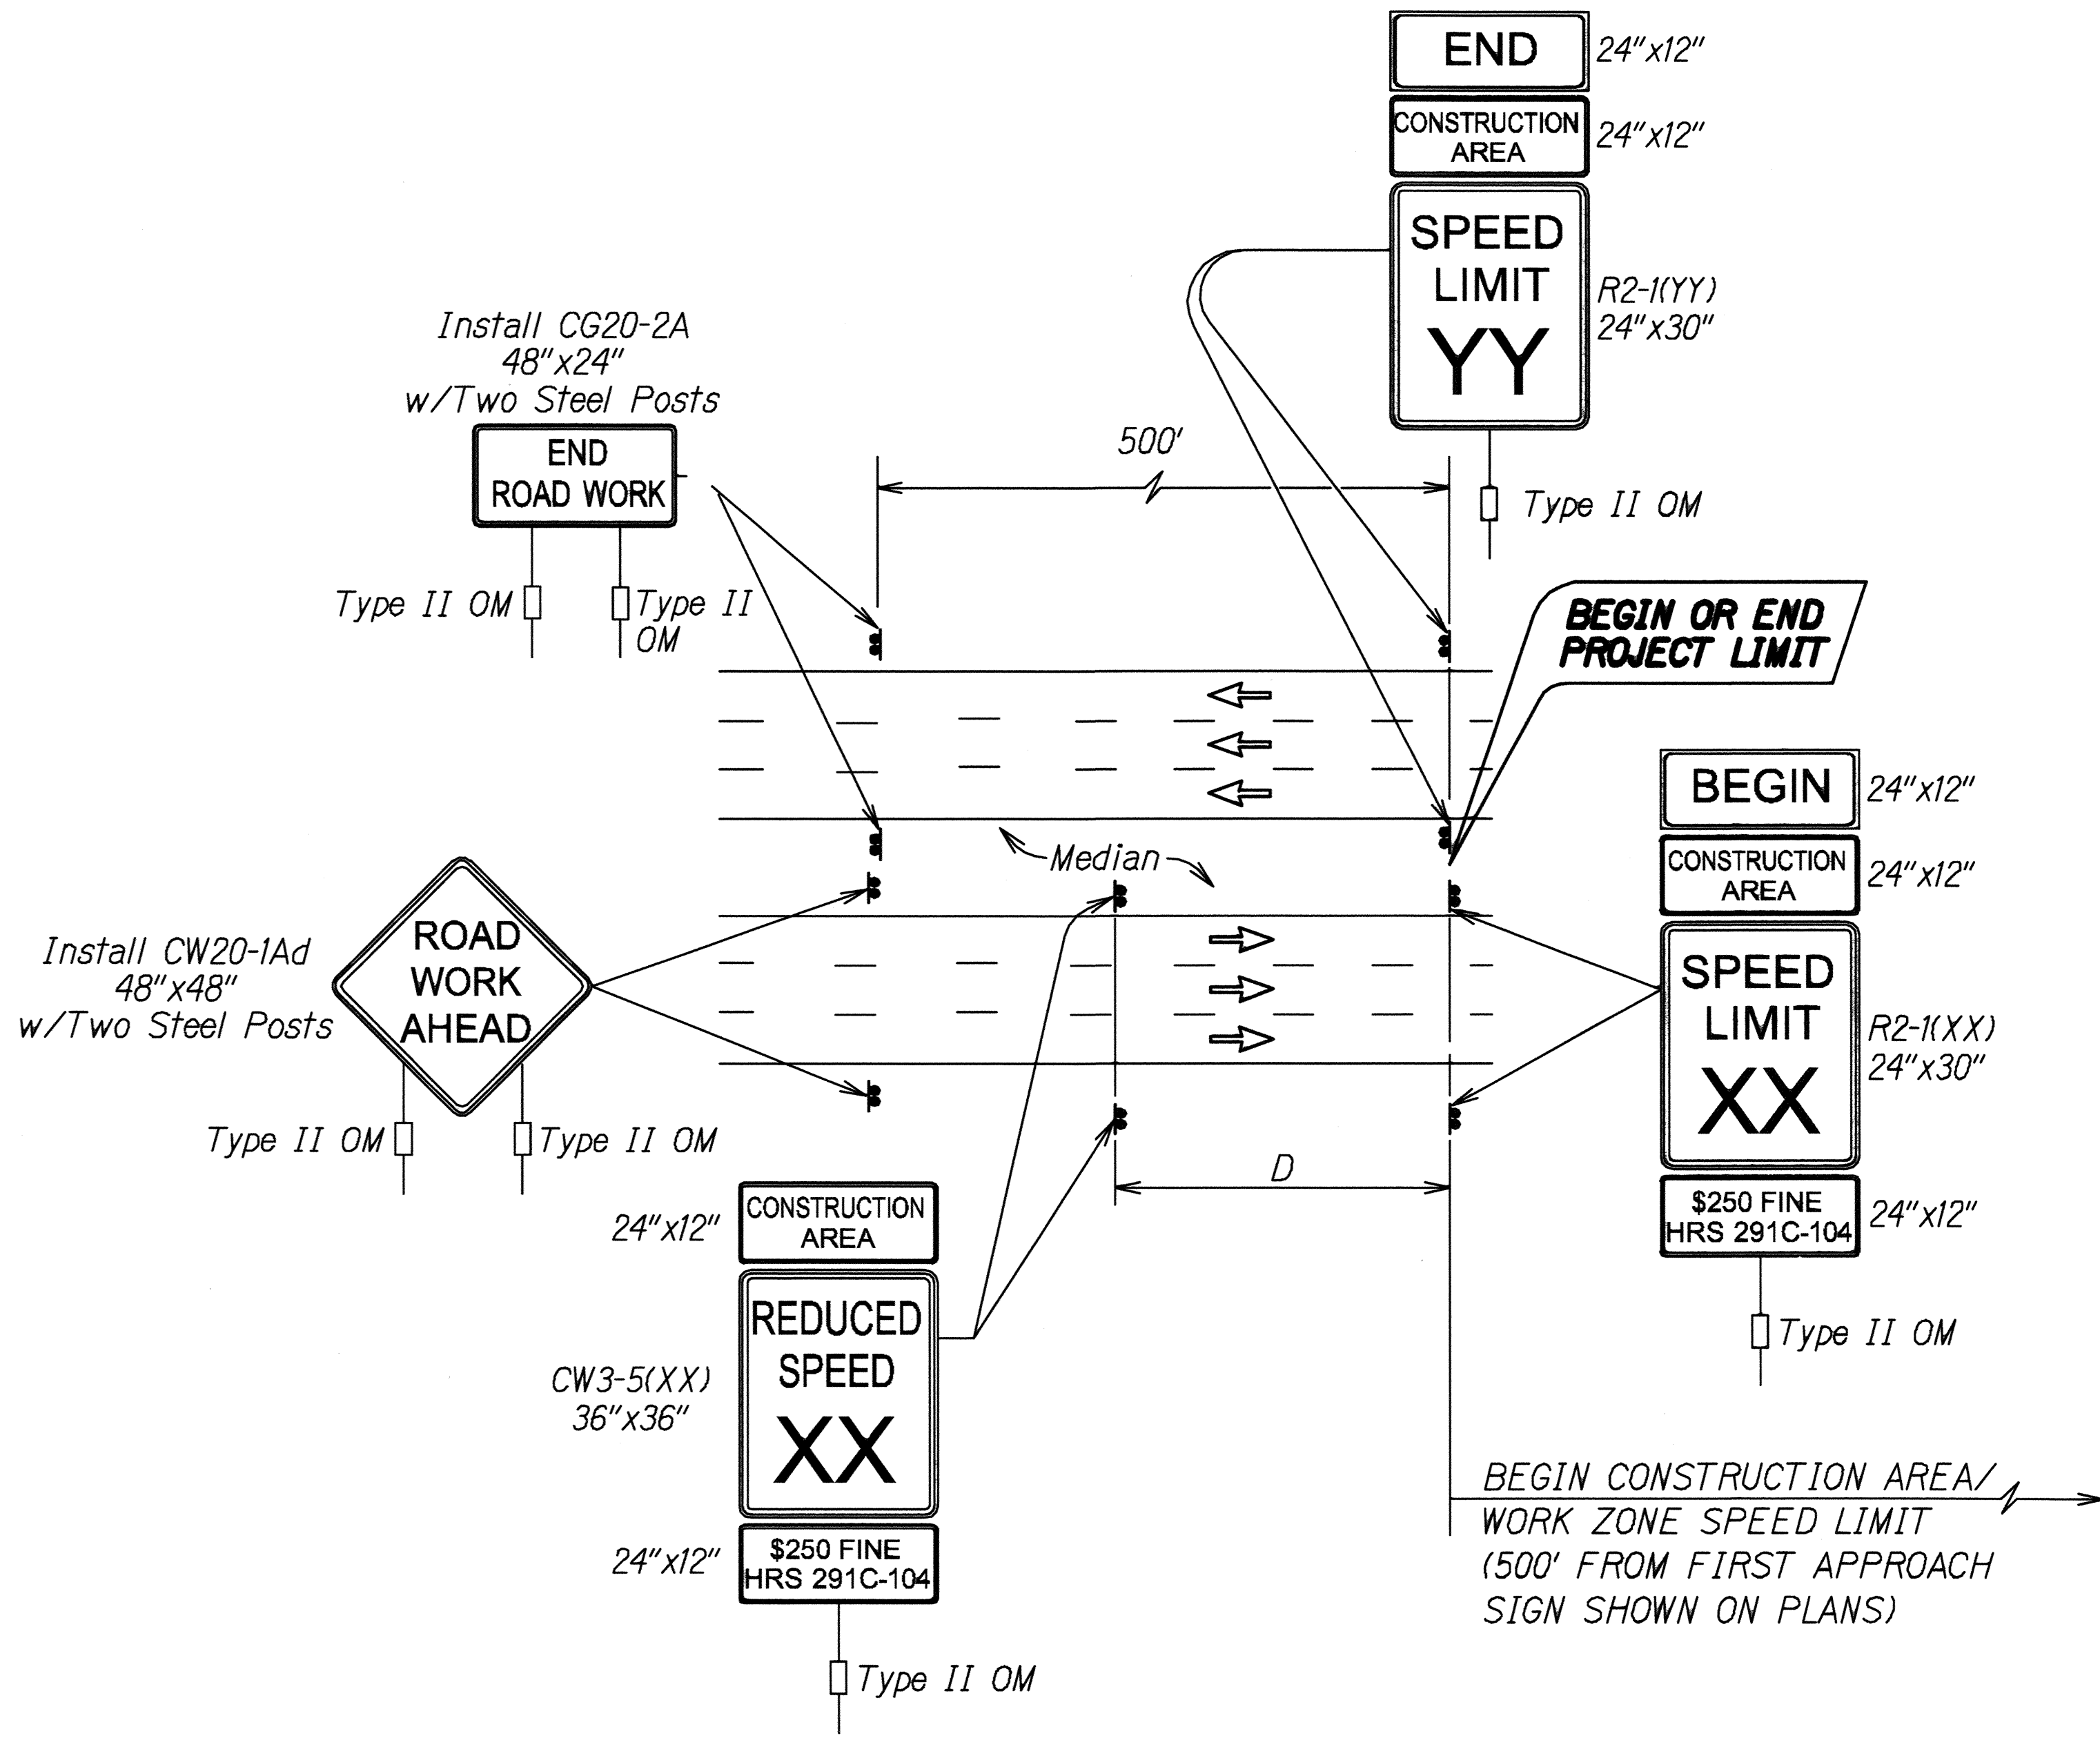 END
24"x12"
CONSTRUCTION
AREA
24"x12"
SPEED
LIMIT
YY
R2-1(YY)
24"x30"
Type II OM
Install CG20-2A
48"x24"
w/Two Steel Posts
END
ROAD WORK
Type II OM
Type II
OM
500'
BEGIN OR END
PROJECT LIMIT
Median
BEGIN
24"x12"
CONSTRUCTION
AREA
24"x12"
SPEED
LIMIT
XX
R2-1(XX)
24"x30"
$250 FINE
HRS 291C-104
24"x12"
Type II OM
Install CW20-1Ad
48"x48"
w/Two Steel Posts
ROAD
WORK
AHEAD
Type II OM
Type II OM
D
24"x12"
CONSTRUCTION
AREA
CW3-5(XX)
36"x36"
REDUCED
SPEED
XX
24"x12"
$250 FINE
HRS 291C-104
Type II OM
BEGIN CONSTRUCTION AREA/
WORK ZONE SPEED LIMIT
(500' FROM FIRST APPROACH
SIGN SHOWN ON PLANS)